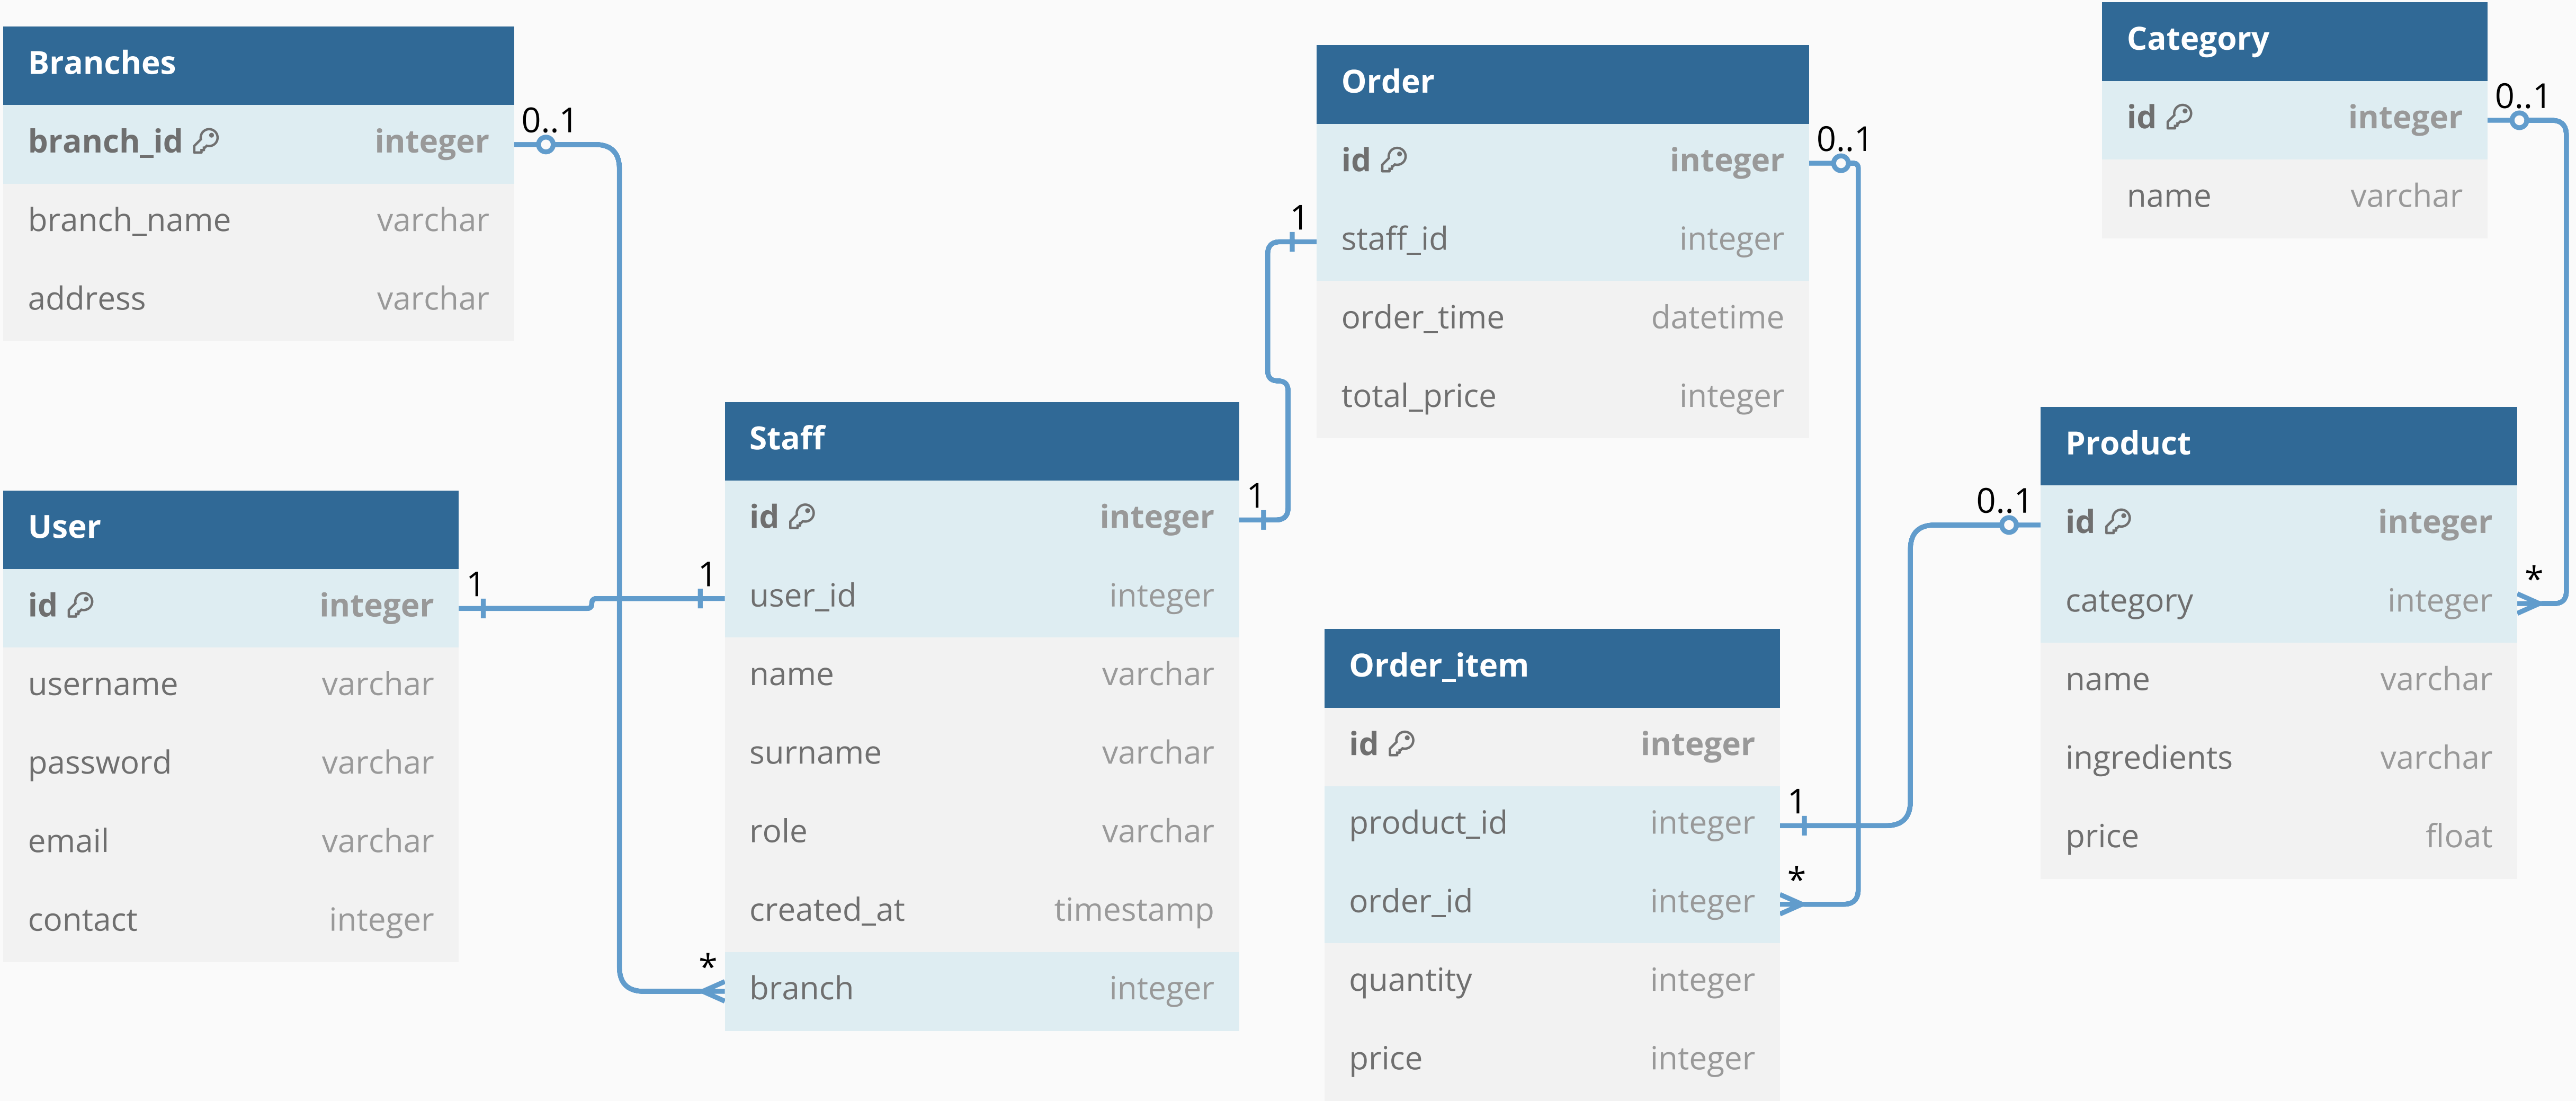 Branches
branch_id integer
branch_name varchar
address varchar
0..1
User
id integer
username varchar
password varchar
email varchar
contact integer
1
1
*
Staff
id integer
user_id integer
name varchar
surname varchar
role varchar
created_at timestamp
branch integer
1
1
Order
id integer
staff_id integer
order_time datetime
total_price integer
0..1
Order_item
id integer
product_id integer
order_id integer
quantity integer
price integer
1
*
Category
id integer
name varchar
0..1
0..1
Product
id integer
category integer
name varchar
ingredients varchar
price float
*